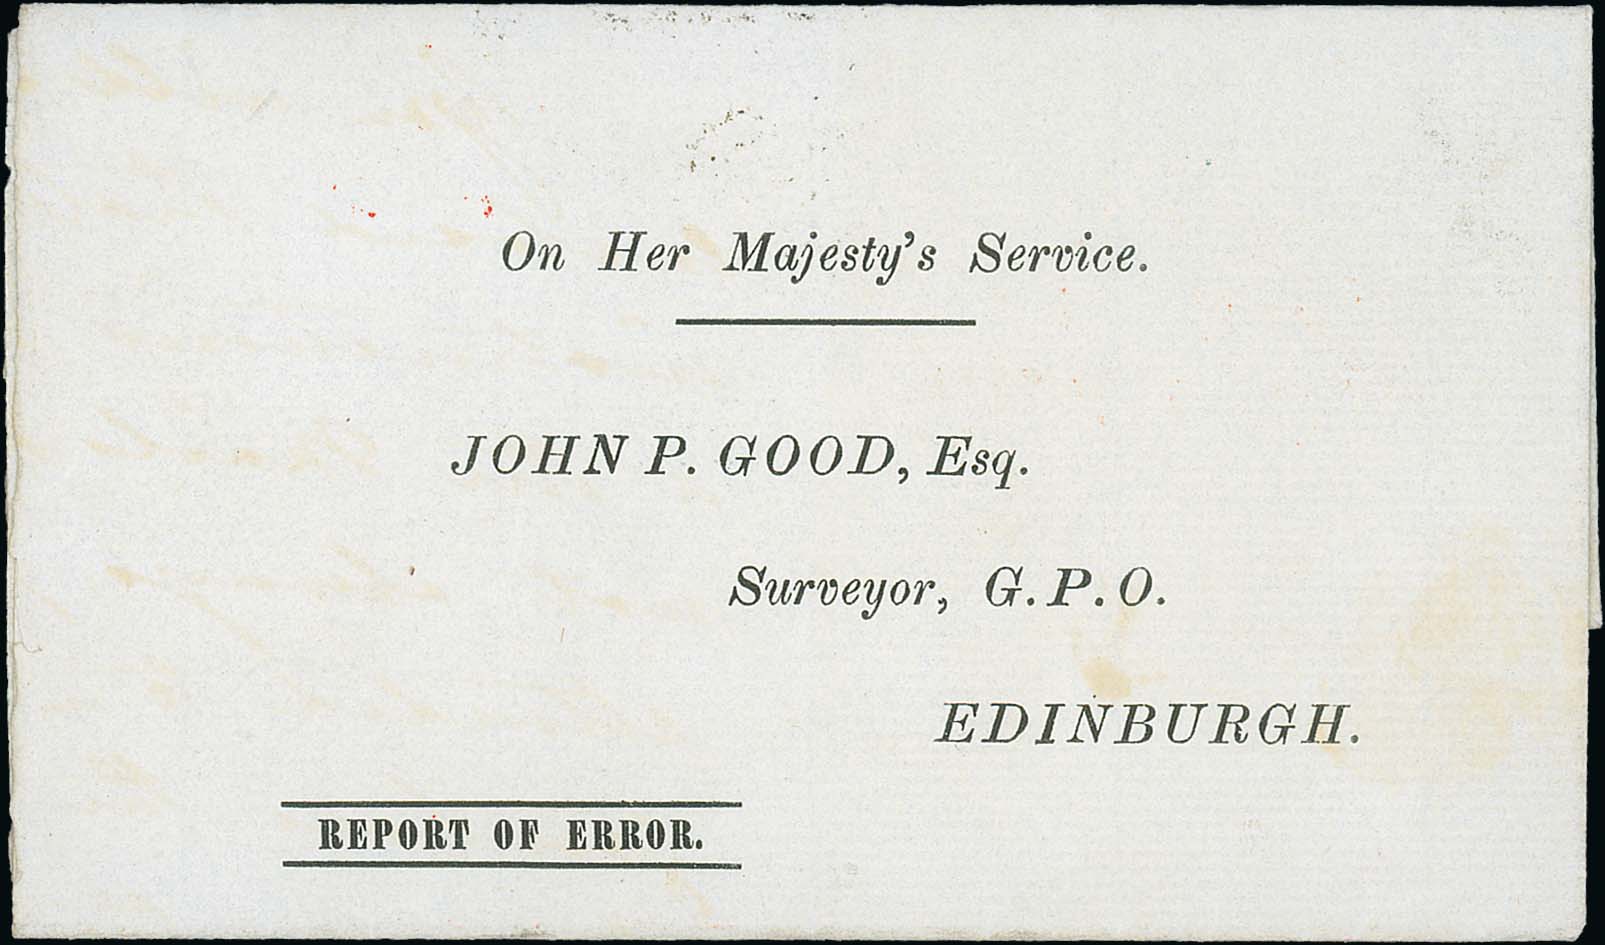 On Her Majesty's Service.
JOHN P. GOOD, Esq.
Surveyor, G.P.O.
EDINBURGH.
REPORT OF ERROR.